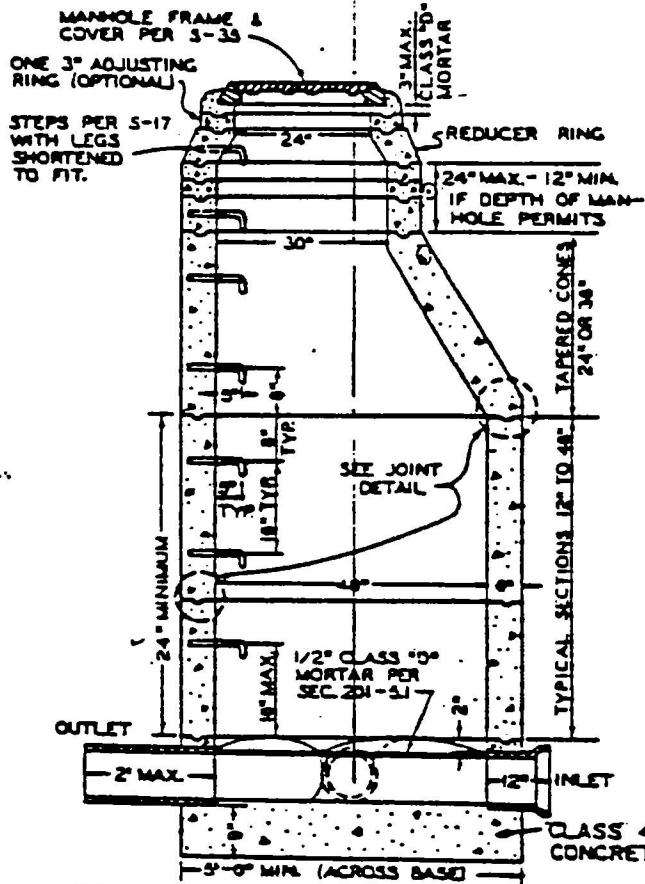 MANHOLE FRAME &
COVER PER S-35
ONE 3" ADJUSTING
RING (OPTIONAL)
STEPS PER S-17
WITH LEGS
SHORTENED
TO FIT.
3" MAX.
CLASS "D"
MORTAR
24"
REDUCER RING
24" MAX. - 12" MIN.
IF DEPTH OF MAN-
HOLE PERMITS
30"
TAPERED CONES
24" OR 36"
8"
TYP.
TYP.
16" TYP.
SEE JOINT
DETAIL
24" MINIMUM
TYPICAL SECTIONS 12" TO 48"
16" MAX.
1/2" CLASS "D"
MORTAR PER
SEC. 201-5.1
2"
OUTLET
2" MAX.
12"
INLET
CLASS
CONCRET
5'-0" MIN. (ACROSS BASE)